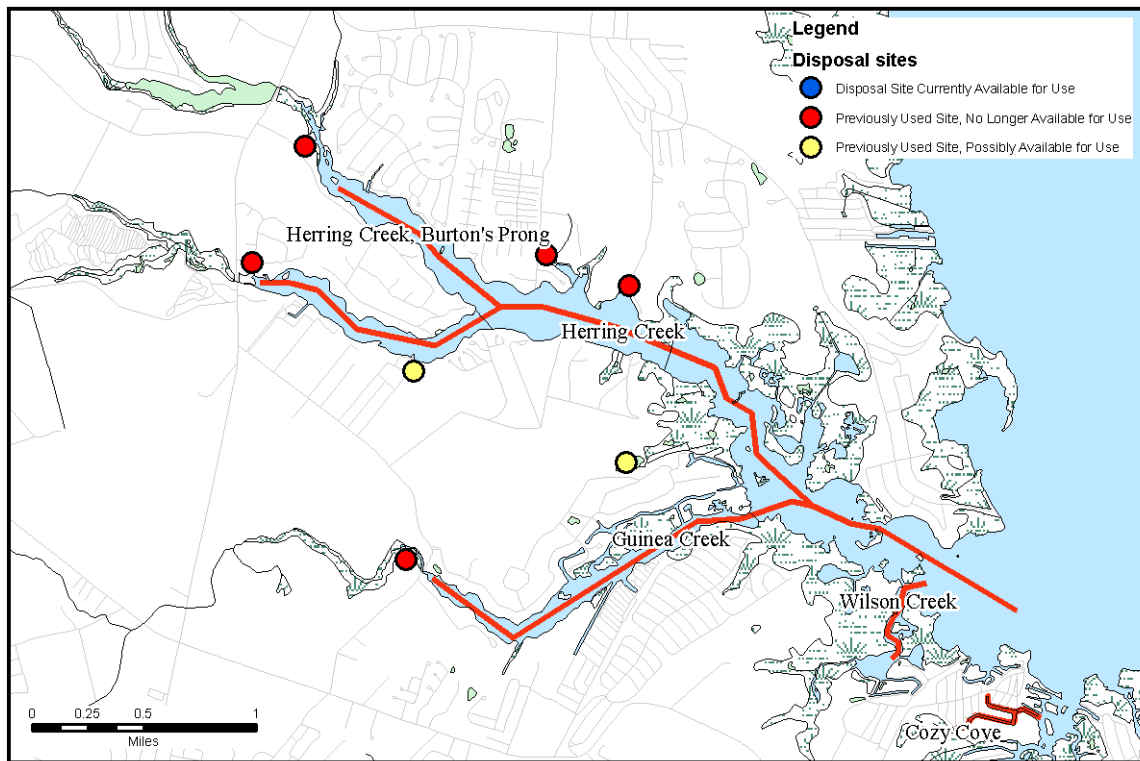 Legend
Disposal sites
Disposal Site Currently Available for Use
Previously Used Site, No Longer Available for Use
Previously Used Site, Possibly Available for Use
Herring Creek, Burton's Prong
Herring Creek
Guinea Creek
Wilson Creek
Cozy Cove
0 0.25 0.5 1
Miles